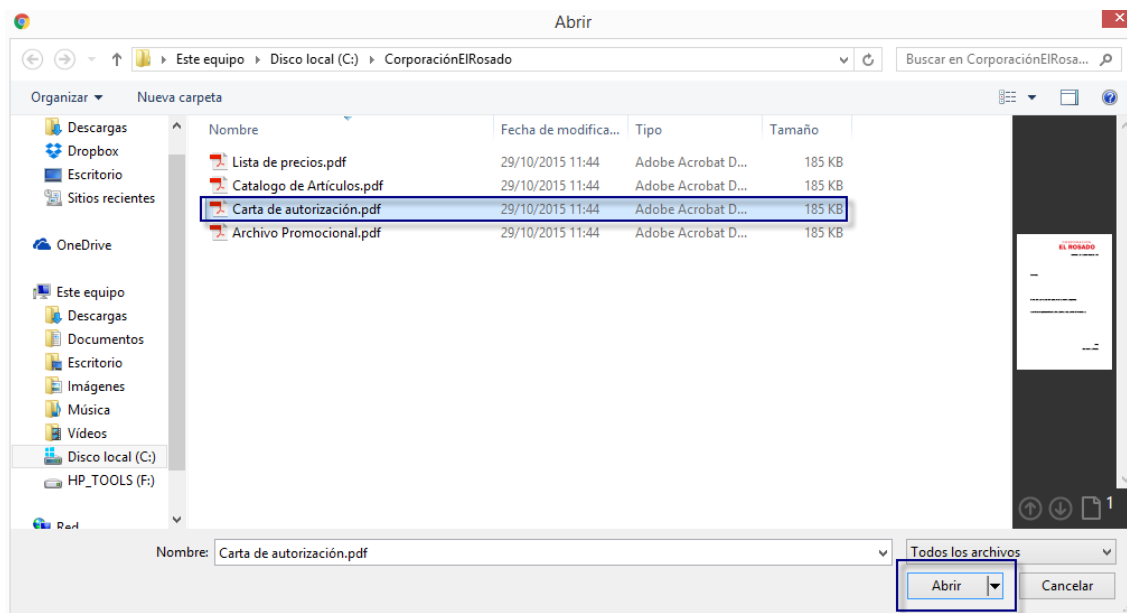 Abrir
Este equipo Disco local (C:) CorporaciónElRosado Buscar en CorporaciónElRosa...
Organizar Nueva carpeta
Nombre Fecha de modifica... Tipo Tamaño
Descargas
Dropbox
Escritorio
Sitios recientes
OneDrive
Este equipo
Descargas
Documentos
Escritorio
Imágenes
Música
Vídeos
Disco local (C:)
HP_TOOLS (F:)
Red
Lista de precios.pdf 29/10/2015 11:44 Adobe Acrobat D... 185 KB
Catalogo de Artículos.pdf 29/10/2015 11:44 Adobe Acrobat D... 185 KB
Carta de autorización.pdf 29/10/2015 11:44 Adobe Acrobat D... 185 KB
Archivo Promocional.pdf 29/10/2015 11:44 Adobe Acrobat D... 185 KB
EL ROSADO
1
Nombre: Carta de autorización.pdf Todos los archivos
Abrir Cancelar